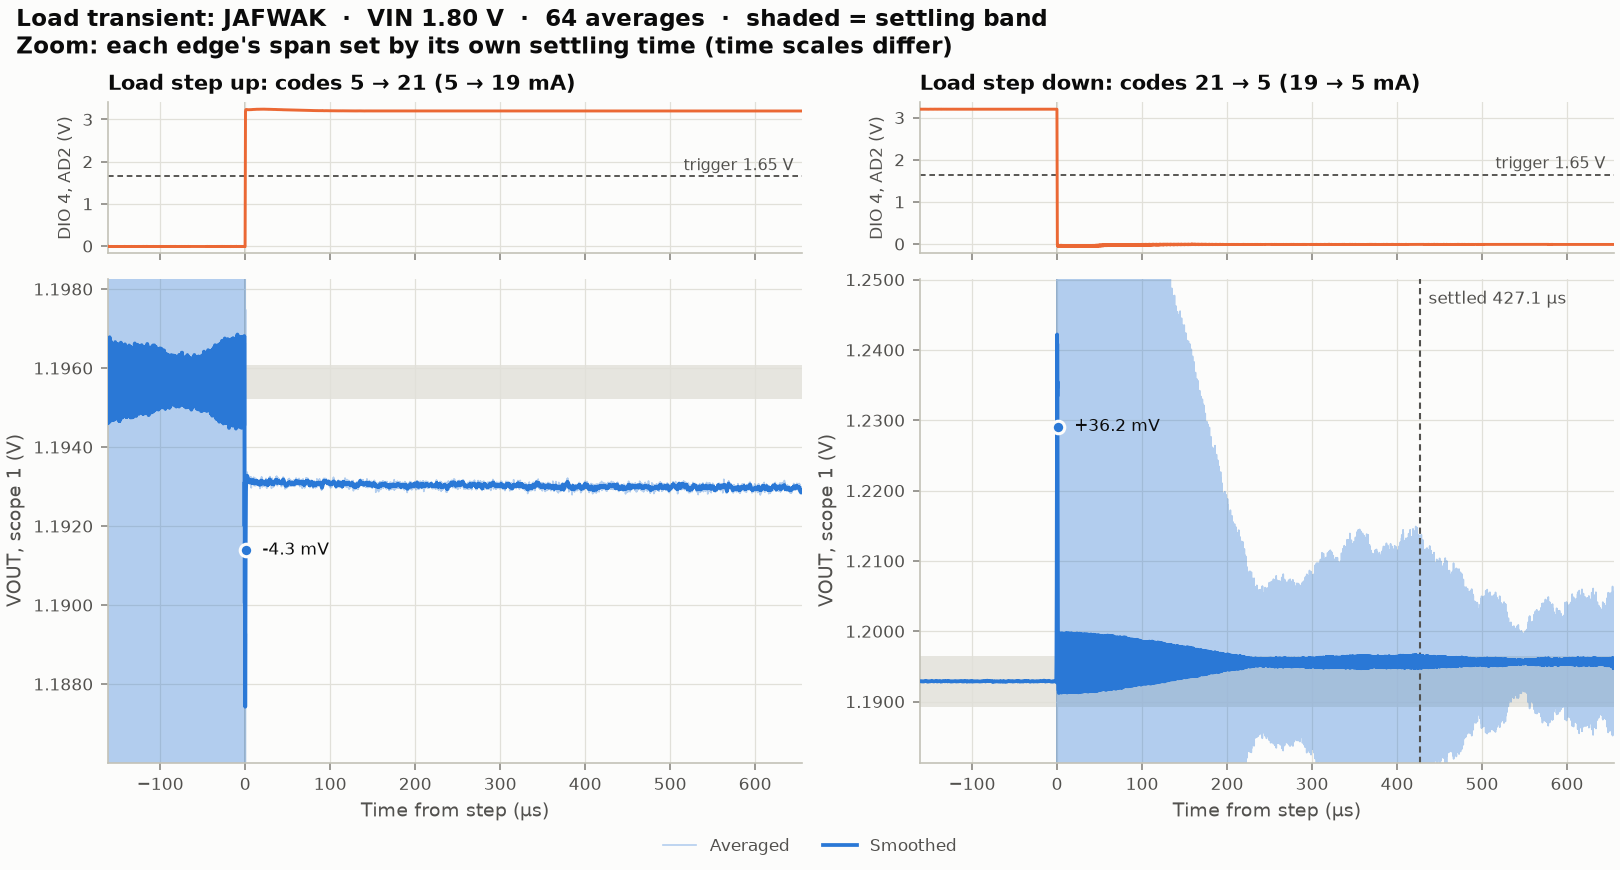 Load transient: JAFWAK · VIN 1.80 V · 64 averages · shaded = settling band
Zoom: each edge's span set by its own settling time (time scales differ)
Load step up: codes 5 → 21 (5 → 19 mA)
DIO 4, AD2 (V)
3
2
1
0
trigger 1.65 V
VOUT, scope 1 (V)
1.1980
1.1960
1.1940
1.1920
1.1900
1.1880
-4.3 mV
−100
0
100
200
300
400
500
600
Time from step (µs)
Load step down: codes 21 → 5 (19 → 5 mA)
DIO 4, AD2 (V)
3
2
1
0
trigger 1.65 V
VOUT, scope 1 (V)
1.2500
1.2400
1.2300
1.2200
1.2100
1.2000
1.1900
settled 427.1 µs
+36.2 mV
−100
0
100
200
300
400
500
600
Time from step (µs)
Averaged
Smoothed